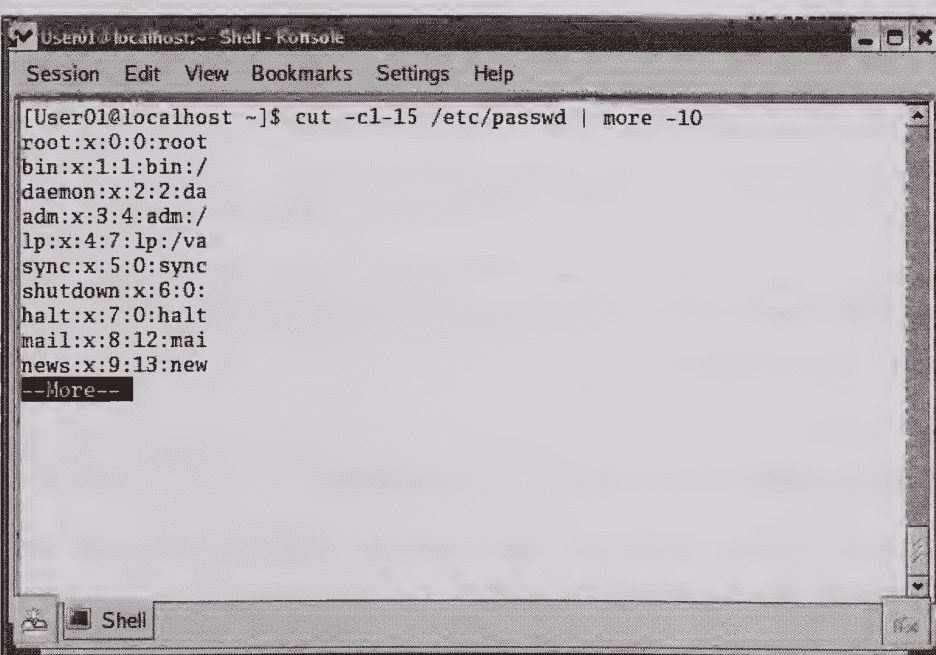 User01@localhost:~ - Shell - Konsole
Session Edit View Bookmarks Settings Help
[User01@localhost ~]$ cut -c1-15 /etc/passwd | more -10
root:x:0:0:root
bin:x:1:1:bin:/
daemon:x:2:2:da
adm:x:3:4:adm:/
lp:x:4:7:lp:/va
sync:x:5:0:sync
shutdown:x:6:0:
halt:x:7:0:halt
mail:x:8:12:mai
news:x:9:13:new
--More--
Shell